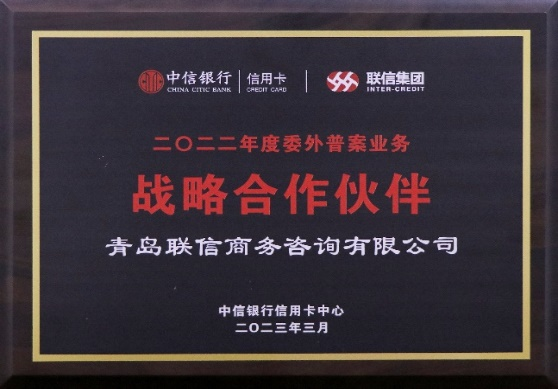 中信银行 | 信用卡 | 联信集团
CHINA CITIC BANK CREDIT CARD INTER-CREDIT
二〇二二年度委外普案业务
战略合作伙伴
青岛联信商务咨询有限公司
中信银行信用卡中心
二〇二三年三月